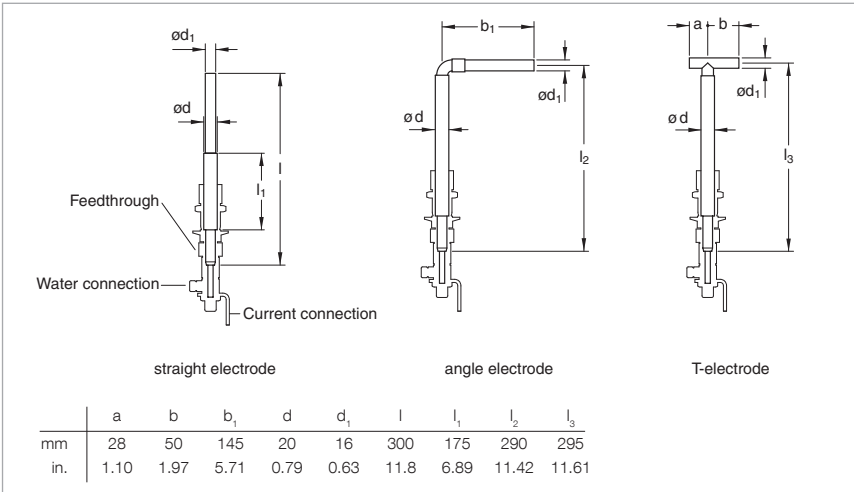 ød₁
ød
l
l₁
Feedthrough
Water connection
Current connection
straight electrode
b₁
ød₁
ø d
l₂
angle electrode
a b
ød₁
ø d
l₃
T-electrode
a b b₁ d d₁ l l₁ l₂ l₃
mm 28 50 145 20 16 300 175 290 295
in. 1.10 1.97 5.71 0.79 0.63 11.8 6.89 11.42 11.61